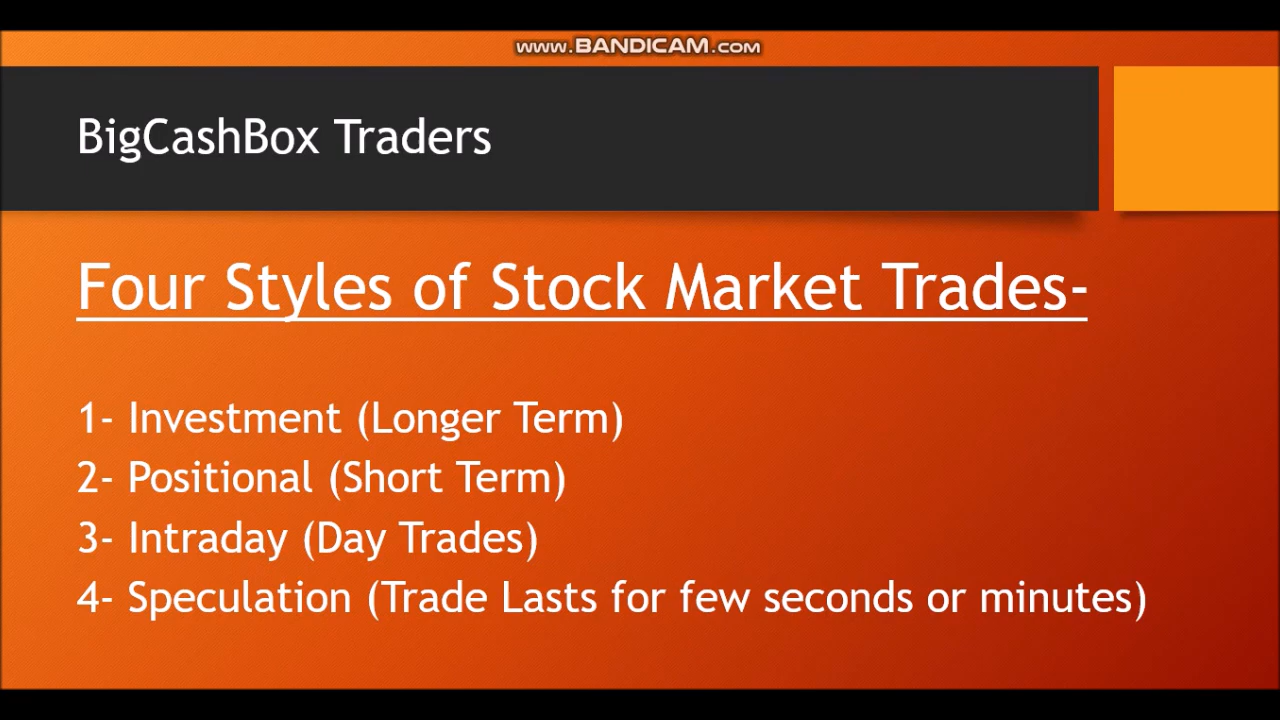 www.BANDICAM.com
BigCashBox Traders
Four Styles of Stock Market Trades-
1- Investment (Longer Term)
2- Positional (Short Term)
3- Intraday (Day Trades)
4- Speculation (Trade Lasts for few seconds or minutes)